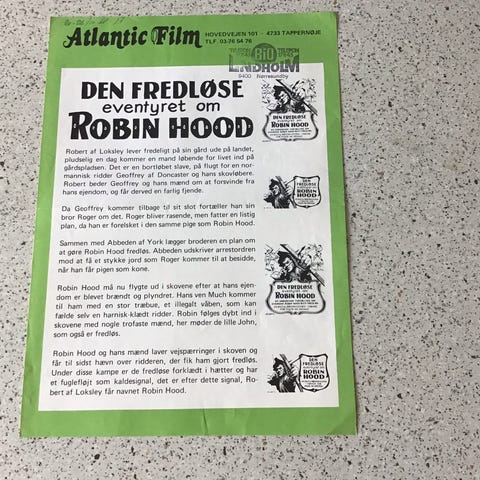 Atlantic Film
HOVEDVEJEN 101 - 4733 TAPPERNØJE
TLF. 03-76 54 76
TELEFON BIO TELEFON
LINDHOLM
9400 Nørresundby
DEN FREDLØSE
eventyret om
ROBIN HOOD
Robert af Loksley lever fredeligt på sin gård ude på landet,
pludselig en dag kommer en mand løbende for livet ind på
gårdspladsen. Det er en bortløbet slave, på flugt for en nor-
mannisk ridder Geoffrey af Doncaster og hans skovløbere.
Robert beder Geoffrey og hans mænd om at forsvinde fra
hans ejendom, og får derved en farlig fjende.
Da Geoffrey kommer tilbage til sit slot fortæller han sin
bror Roger om det. Roger bliver rasende, men fatter en listig
plan, da han er forelsket i den samme pige som Robin Hood.
Sammen med Abbeden af York lægger broderen en plan om
at gøre Robin Hood fredløs. Abbeden udskriver arrestordren
mod at få et stykke jord som Roger kommer til at besidde,
når han får pigen som kone.
Robin Hood må nu flygte ud i skovene efter at hans ejen-
dom er blevet brændt og plyndret. Hans ven Much kommer
til ham med en stor træbue, et illegalt våben, som kan
fælde selv en harnisk-klædt ridder. Robin følges dybt ind i
skovene med nogle trofaste mænd, her møder de lille John,
som også er fredløs.
Robin Hood og hans mænd laver vejspærringer i skoven og
får til sidst hævn over ridderen, der fik ham gjort fredløs.
Under disse kampe er de fredløse forklædt i hætter og har
et fuglefløjt som kaldesignal, det er efter dette signal, Ro-
bert af Loksley får navnet Robin Hood.
DEN FREDLØSE
EVENTYRET OM
ROBIN HOOD
DEN FREDLØSE
EVENTYRET OM
ROBIN HOOD
DEN FREDLØSE
EVENTYRET OM
ROBIN HOOD
DEN FREDLØSE
EVENTYRET OM
ROBIN HOOD